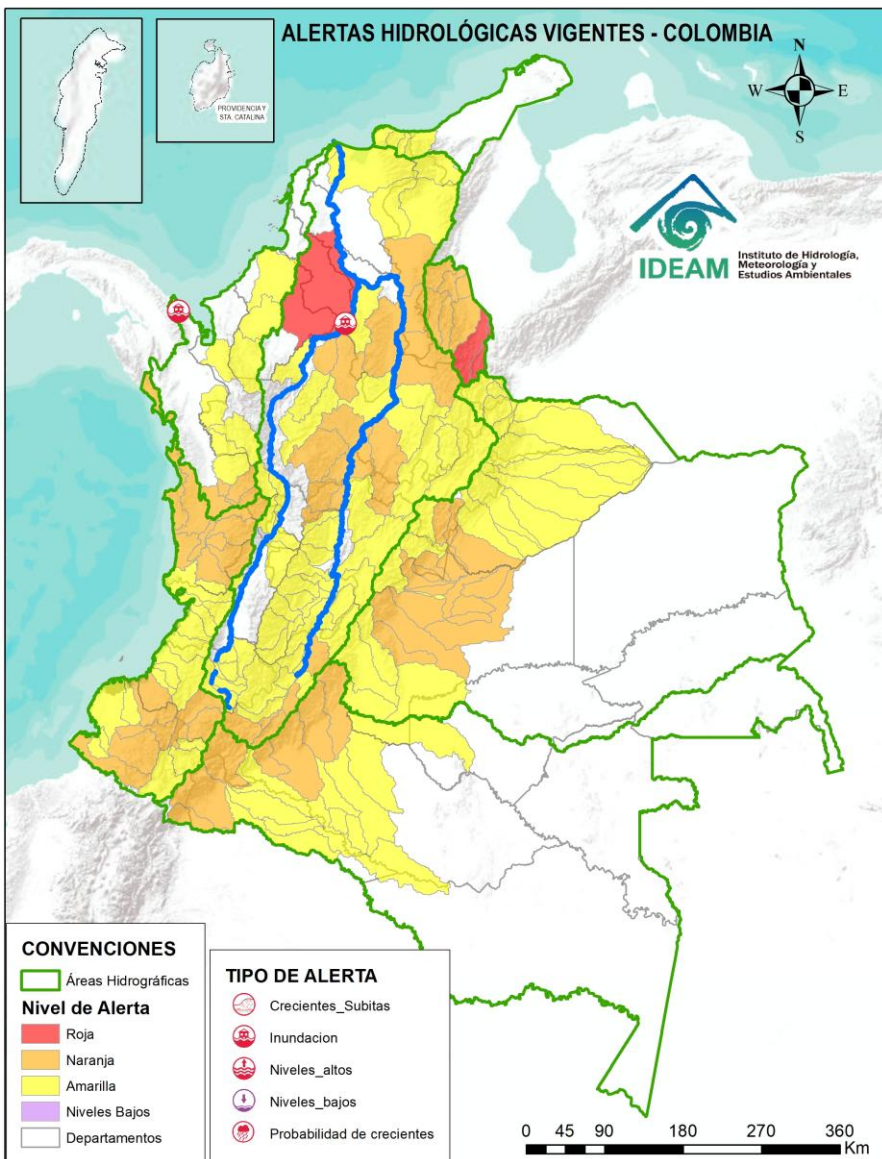 ALERTAS HIDROLÓGICAS VIGENTES - COLOMBIA
PROVIDENCIA Y
STA. CATALINA
N
W
E
S
IDEAM
Instituto de Hidrología,
Meteorología y
Estudios Ambientales
CONVENCIONES
Áreas Hidrográficas
Nivel de Alerta
Roja
Naranja
Amarilla
Niveles Bajos
Departamentos
TIPO DE ALERTA
Crecientes_Subitas
Inundacion
Niveles_altos
Niveles_bajos
Probabilidad de crecientes
0 45 90 180 270 360
Km